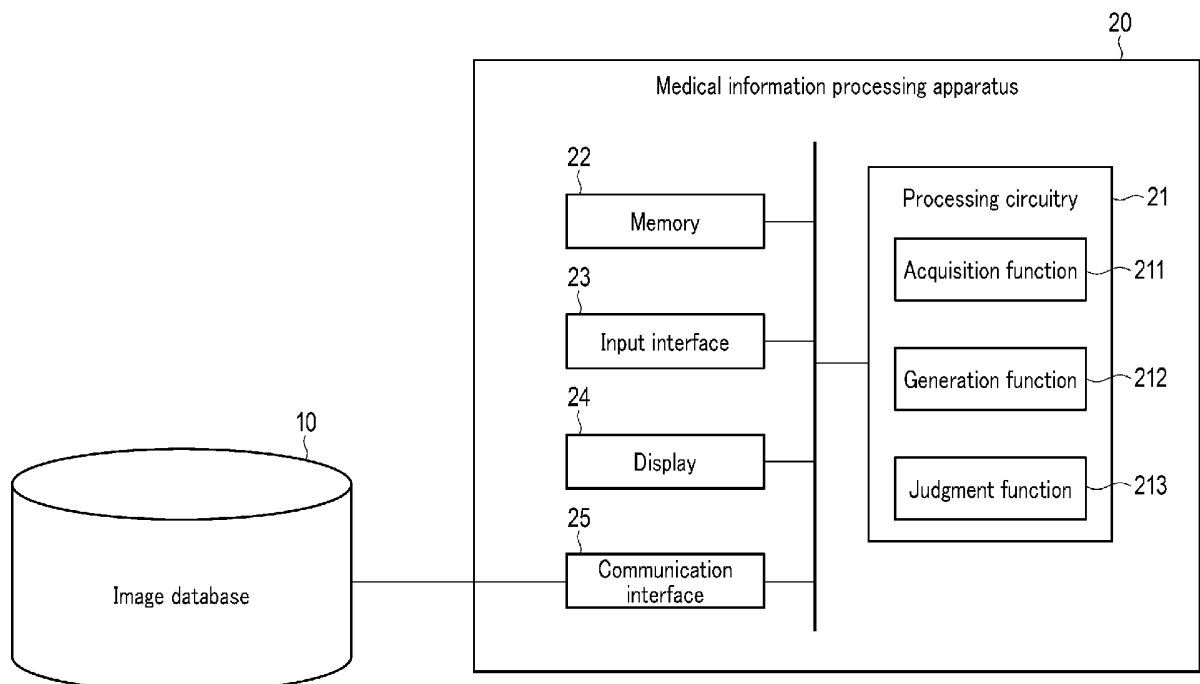 20
Medical information processing apparatus
22
Memory
23
Input interface
24
Display
25
Communication
interface
Processing circuitry
21
Acquisition function
211
Generation function
212
Judgment function
213
10
Image database